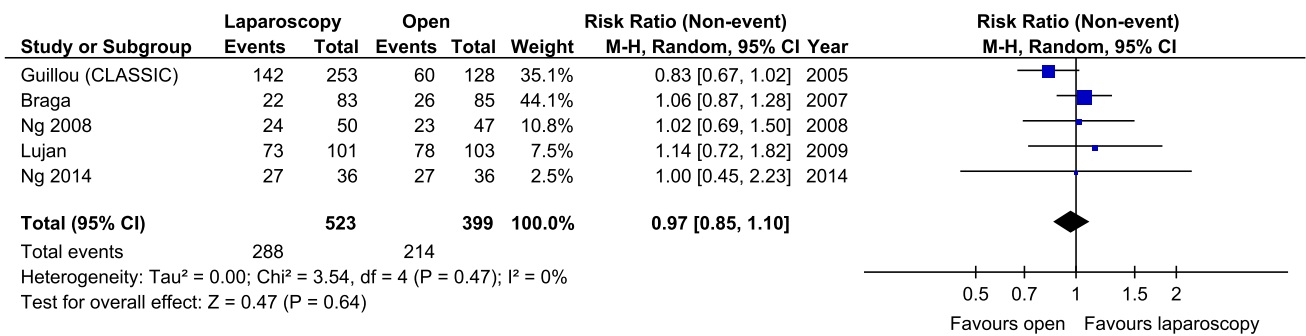 Laparoscopy Open Risk Ratio (Non-event) Risk Ratio (Non-event)
Study or Subgroup Events Total Events Total Weight M-H, Random, 95% CI Year M-H, Random, 95% CI
Guillou (CLASSIC) 142 253 60 128 35.1% 0.83 [0.67, 1.02] 2005
Braga 22 83 26 85 44.1% 1.06 [0.87, 1.28] 2007
Ng 2008 24 50 23 47 10.8% 1.02 [0.69, 1.50] 2008
Lujan 73 101 78 103 7.5% 1.14 [0.72, 1.82] 2009
Ng 2014 27 36 27 36 2.5% 1.00 [0.45, 2.23] 2014
Total (95% CI) 523 399 100.0% 0.97 [0.85, 1.10]
Total events 288 214
Heterogeneity: Tau² = 0.00; Chi² = 3.54, df = 4 (P = 0.47); I² = 0%
Test for overall effect: Z = 0.47 (P = 0.64)
0.5 0.7 1 1.5 2
Favours open Favours laparoscopy